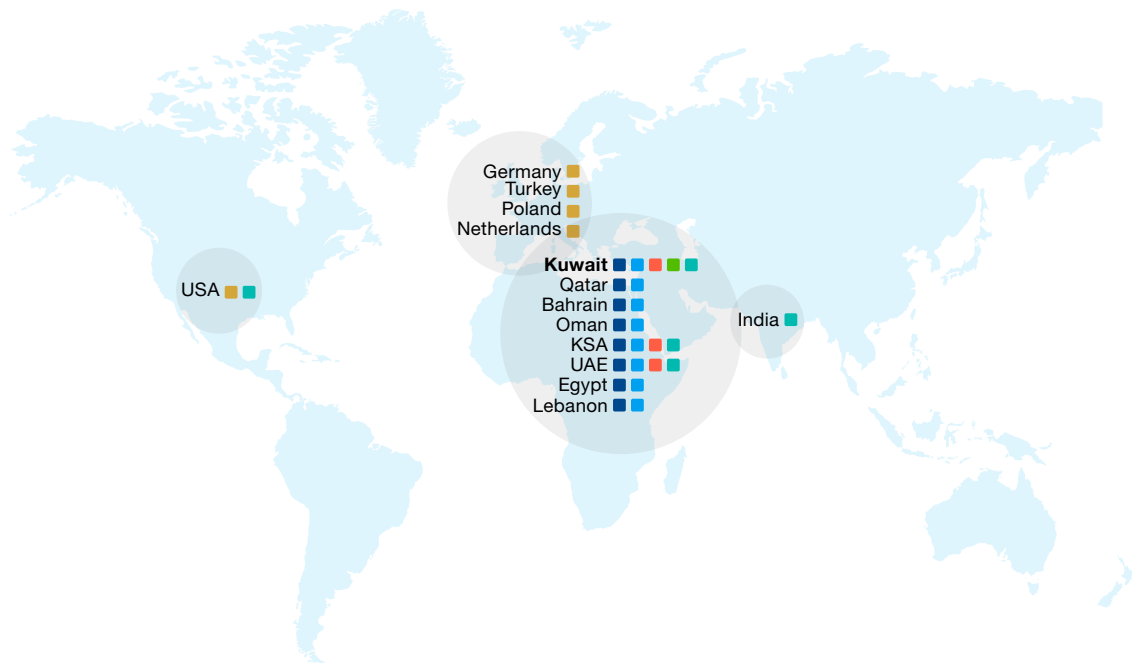 Germany
Turkey
Poland
Netherlands
Kuwait
Qatar
Bahrain
Oman
KSA
UAE
Egypt
Lebanon
USA
India